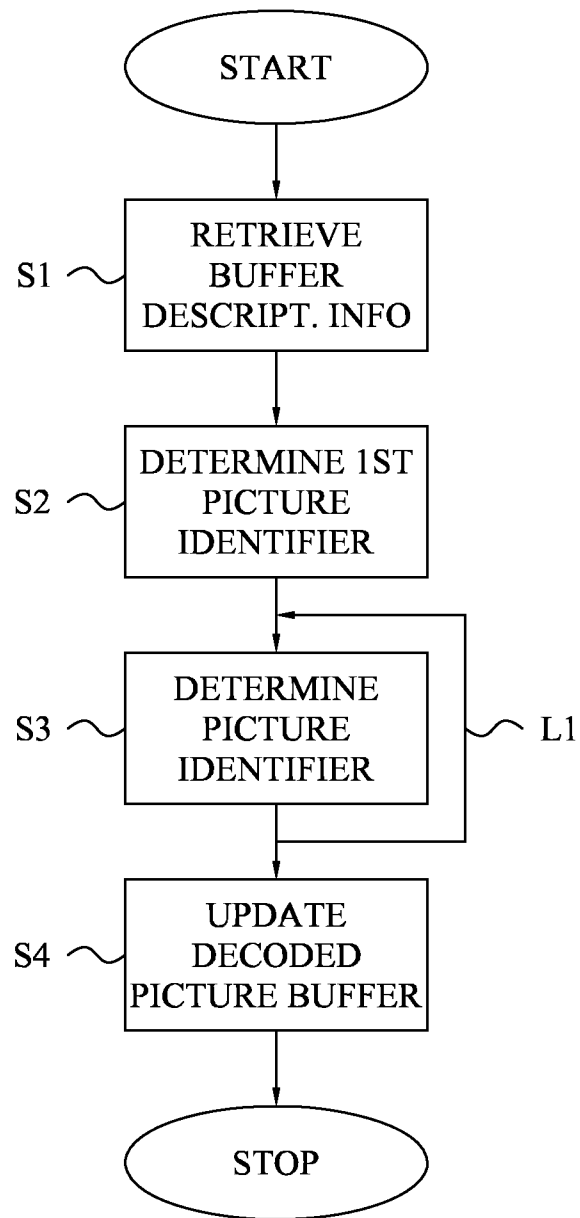 START
S1
RETRIEVE
BUFFER
DESCRIPT. INFO
S2
DETERMINE 1ST
PICTURE
IDENTIFIER
S3
DETERMINE
PICTURE
IDENTIFIER
L1
S4
UPDATE
DECODED
PICTURE BUFFER
STOP